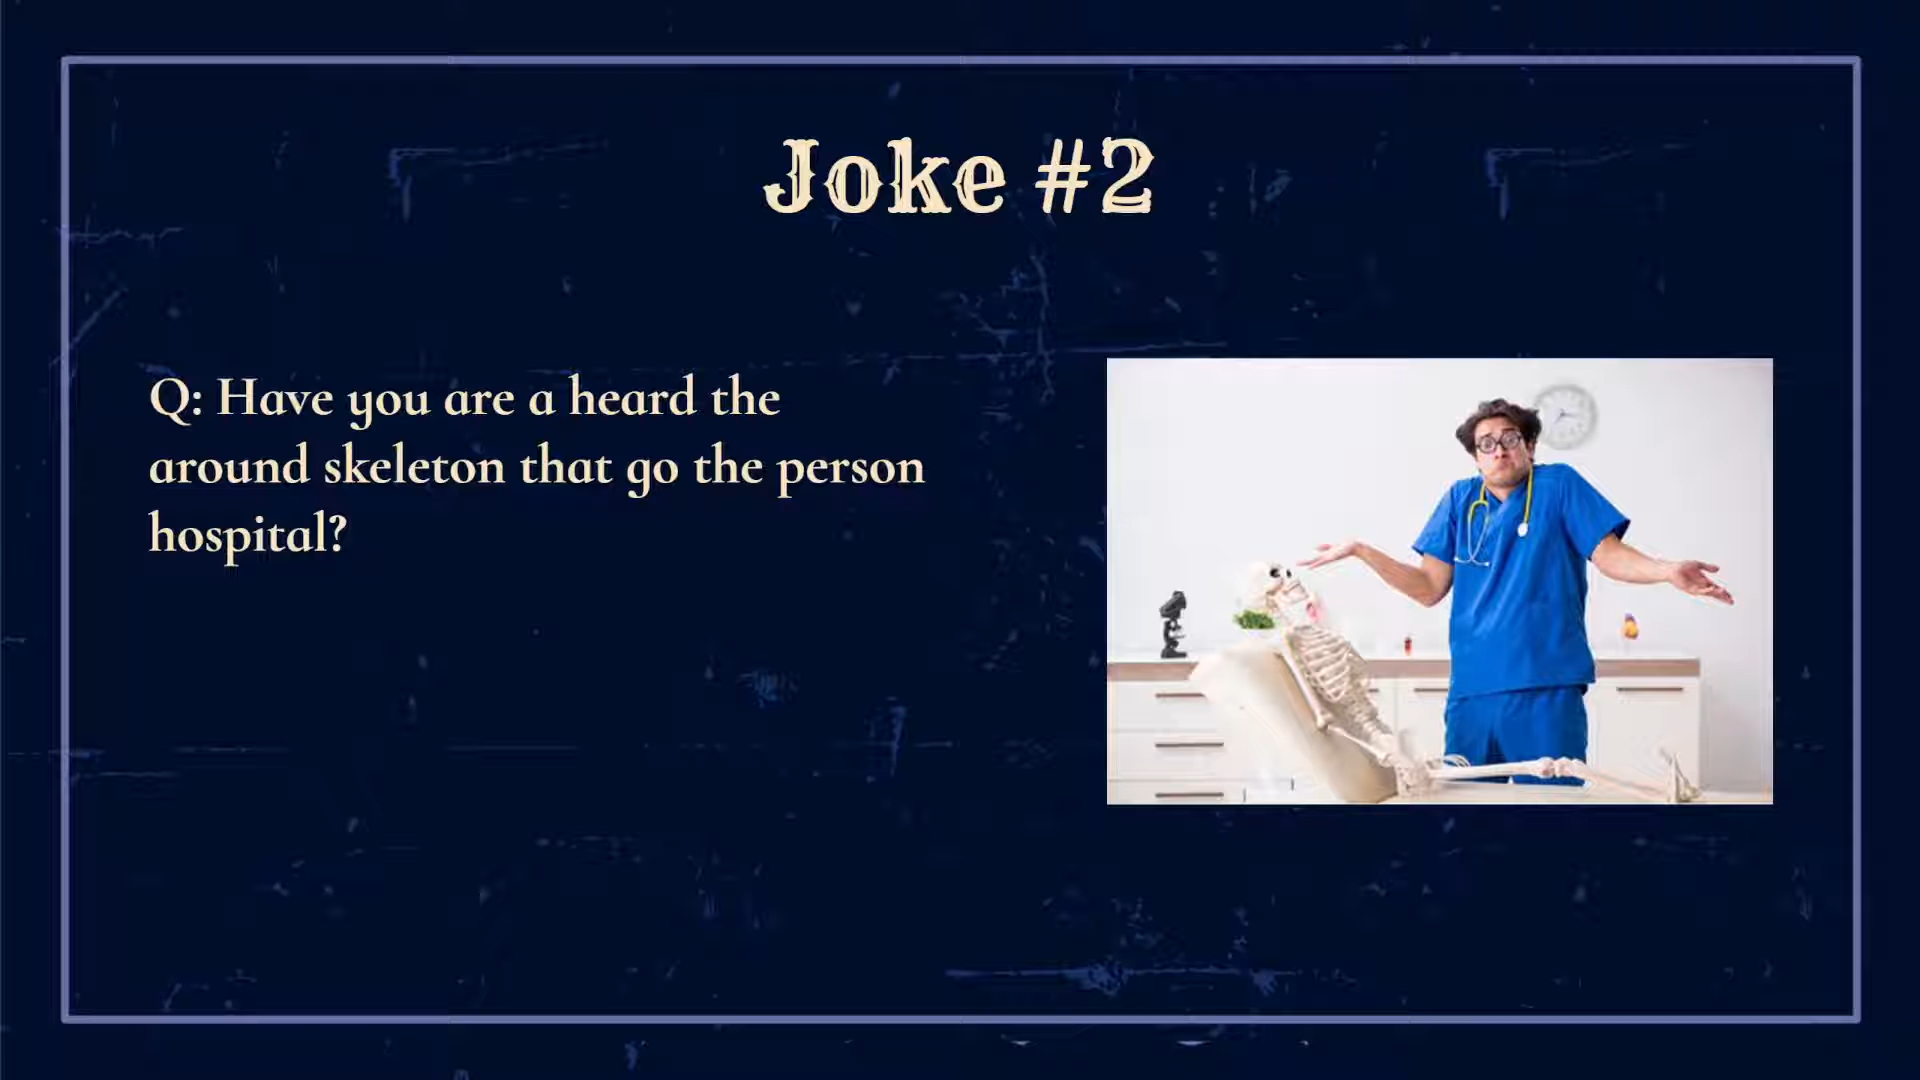 Joke #2
Q: Have you are a heard the
around skeleton that go the person
hospital?